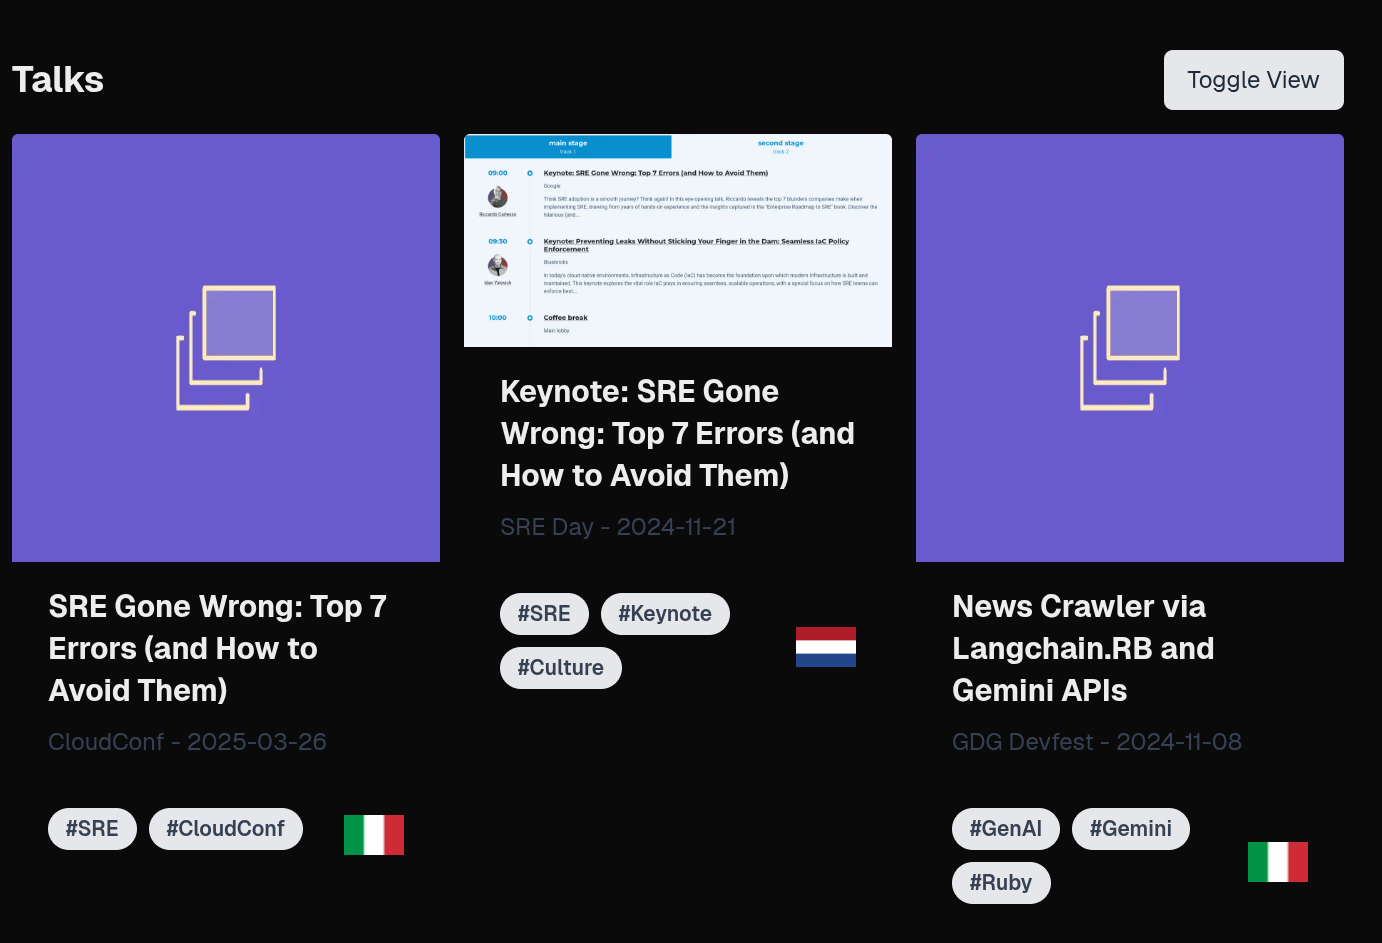 Talks
Toggle View
main stage
track 1
second stage
track 2
09:00
Keynote: SRE Gone Wrong: Top 7 Errors (and How to Avoid Them)
Google
Riccardo Carlesso
Think SRE adoption is a smooth journey? Think again! In this eye-opening talk, Riccardo reveals the top 7 blunders companies make when
implementing SRE, drawing from years of hands-on experience and the insights captured in the "Enterprise Roadmap to SRE" book. Discover the
hilarious (and...
09:30
Keynote: Preventing Leaks Without Sticking Your Finger in the Dam: Seamless IaC Policy
Enforcement
Bluebricks
In today's cloud-native environments, Infrastructure as Code (IaC) has become the foundation upon which modern infrastructure is built and
maintained. This keynote explores the vital role IaC plays in ensuring seamless, scalable operations, with a special focus on how SRE teams can
enforce best...
10:00
Coffee break
Main lobby
SRE Gone Wrong: Top 7
Errors (and How to
Avoid Them)
CloudConf - 2025-03-26
#SRE
#CloudConf
Keynote: SRE Gone
Wrong: Top 7 Errors (and
How to Avoid Them)
SRE Day - 2024-11-21
#SRE
#Keynote
#Culture
News Crawler via
Langchain.RB and
Gemini APIs
GDG Devfest - 2024-11-08
#GenAI
#Gemini
#Ruby